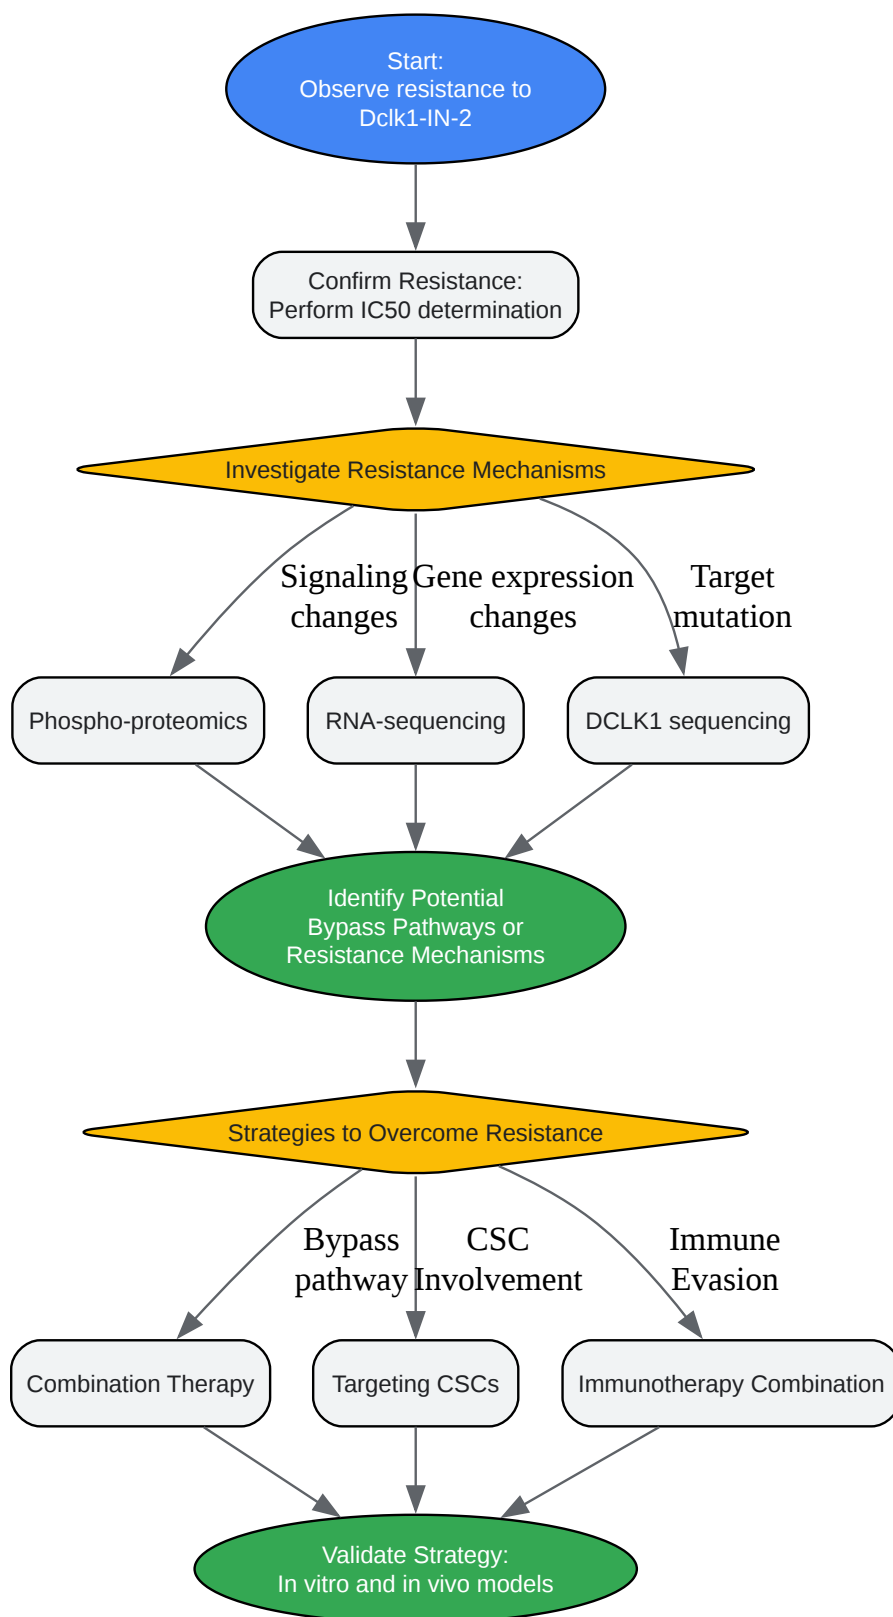 Start:
Observe resistance to
Dclk1-IN-2
Confirm Resistance:
Perform IC50 determination
Investigate Resistance Mechanisms
Signaling
changes
Gene expression
changes
Target
mutation
Phospho-proteomics
RNA-sequencing
DCLK1 sequencing
Identify Potential
Bypass Pathways or
Resistance Mechanisms
Strategies to Overcome Resistance
Bypass
pathway
CSC
Involvement
Immune
Evasion
Combination Therapy
Targeting CSCs
Immunotherapy Combination
Validate Strategy:
In vitro and in vivo models